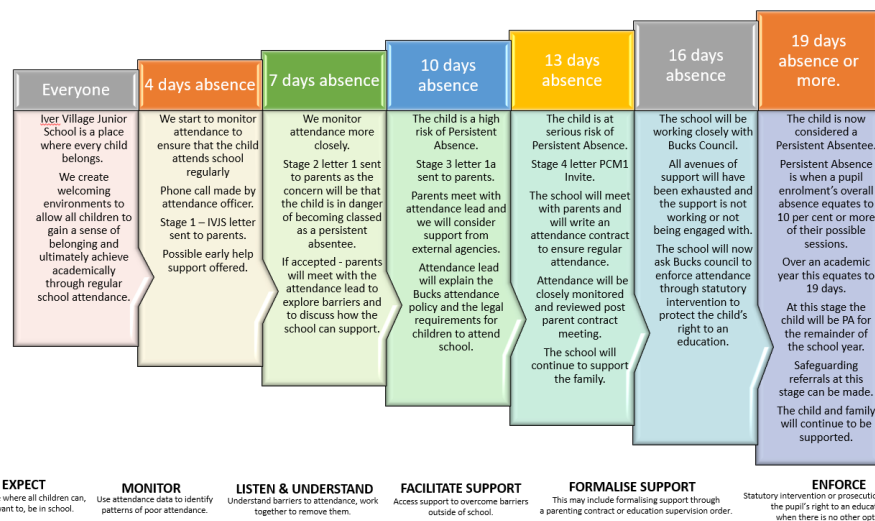 Everyone
Iver Village Junior
School is a place
where every child
belongs.
We create
welcoming
environments to
allow all children to
gain a sense of
belonging and
ultimately achieve
academically
through regular
school attendance.
4 days absence
We start to monitor
attendance to
ensure that the child
attends school
regularly
Phone call made by
attendance officer.
Stage 1 – IVJS letter
sent to parents.
Possible early help
support offered.
7 days absence
We monitor
attendance more
closely.
Stage 2 letter 1 sent
to parents as the
concern will be that
the child is in danger
of becoming classed
as a persistent
absentee.
If accepted - parents
will meet with the
attendance lead to
explore barriers and
to discuss how the
school can support.
10 days
absence
The child is a high
risk of Persistent
Absence.
Stage 3 letter 1a
sent to parents.
Parents meet with
attendance lead and
we will consider
support from
external agencies.
Attendance lead
will explain the
Bucks attendance
policy and the legal
requirements for
children to attend
school.
13 days
absence
The child is at
serious risk of
Persistent Absence.
Stage 4 letter PCM1
Invite.
The school will meet
with parents and
will write an
attendance contract
to ensure regular
attendance.
Attendance will be
closely monitored
and reviewed post
parent contract
meeting.
The school will
continue to support
the family.
16 days
absence
The school will be
working closely with
Bucks Council.
All avenues of
support will have
been exhausted and
the support is not
working or not
being engaged with.
The school will now
ask Bucks council to
enforce attendance
through statutory
intervention to
protect the child's
right to an
education.
19 days
absence or
more.
The child is now
considered a
Persistent Absentee.
Persistent Absence
is when a pupil
enrolment's overall
absence equates to
10 per cent or more
of their possible
sessions.
Over an academic
year this equates to
19 days.
At this stage the
child will be PA for
the remainder of
the school year.
Safeguarding
referrals at this
stage can be made.
The child and family
will continue to be
supported.
EXPECT
where all children can,
want to, be in school.
MONITOR
Use attendance data to identify
patterns of poor attendance.
LISTEN & UNDERSTAND
Understand barriers to attendance, work
together to remove them.
FACILITATE SUPPORT
Access support to overcome barriers
outside of school.
FORMALISE SUPPORT
This may include formalising support through
a parenting contract or education supervision order.
ENFORCE
Statutory intervention or prosecution
the pupil's right to an
when there is no other